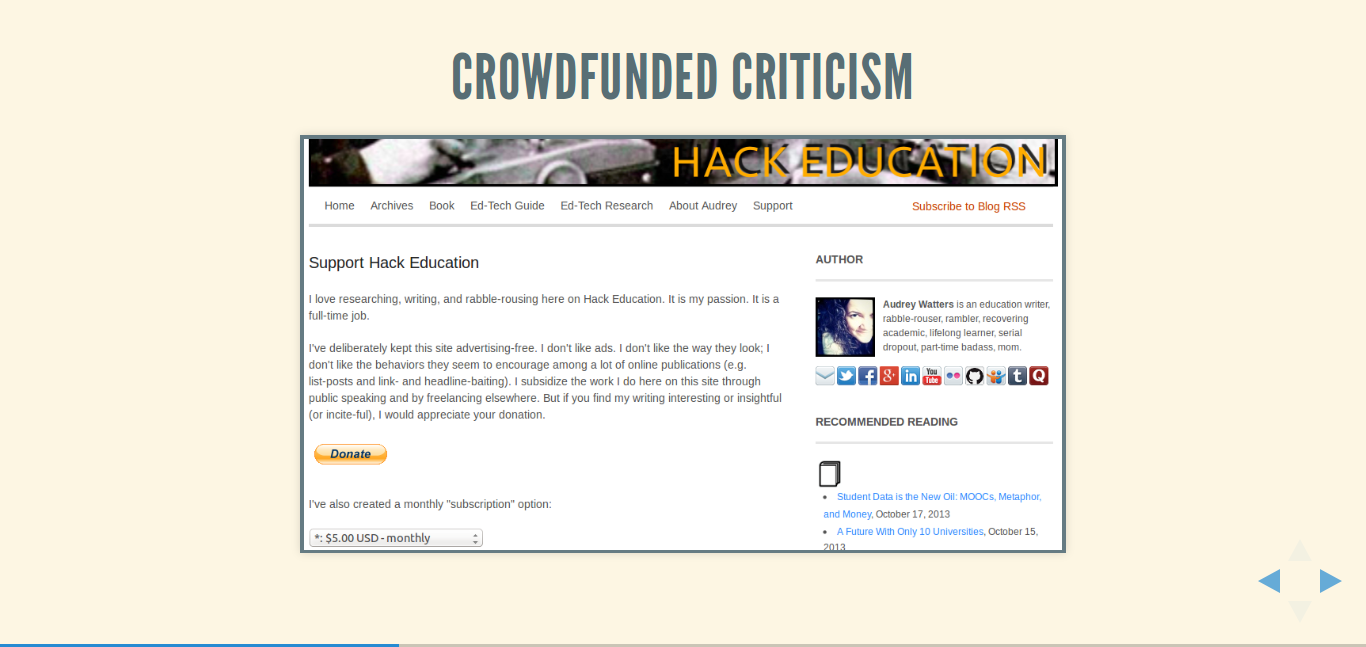 CROWDFUNDED CRITICISM
HACK EDUCATION
Home Archives Book Ed-Tech Guide Ed-Tech Research About Audrey Support
Subscribe to Blog RSS
Support Hack Education
I love researching, writing, and rabble-rousing here on Hack Education. It is my passion. It is a
full-time job.
I've deliberately kept this site advertising-free. I don't like ads. I don't like the way they look; I
don't like the behaviors they seem to encourage among a lot of online publications (e.g.
list-posts and link- and headline-baiting). I subsidize the work I do here on this site through
public speaking and by freelancing elsewhere. But if you find my writing interesting or insightful
(or incite-ful), I would appreciate your donation.
Donate
I've also created a monthly "subscription" option:
*: $5.00 USD - monthly
AUTHOR
Audrey Watters is an education writer,
rabble-rouser, rambler, recovering
academic, lifelong learner, serial
dropout, part-time badass, mom.
You
Tube
RECOMMENDED READING
Student Data is the New Oil: MOOCs, Metaphor,
and Money, October 17, 2013
A Future With Only 10 Universities, October 15,
2013